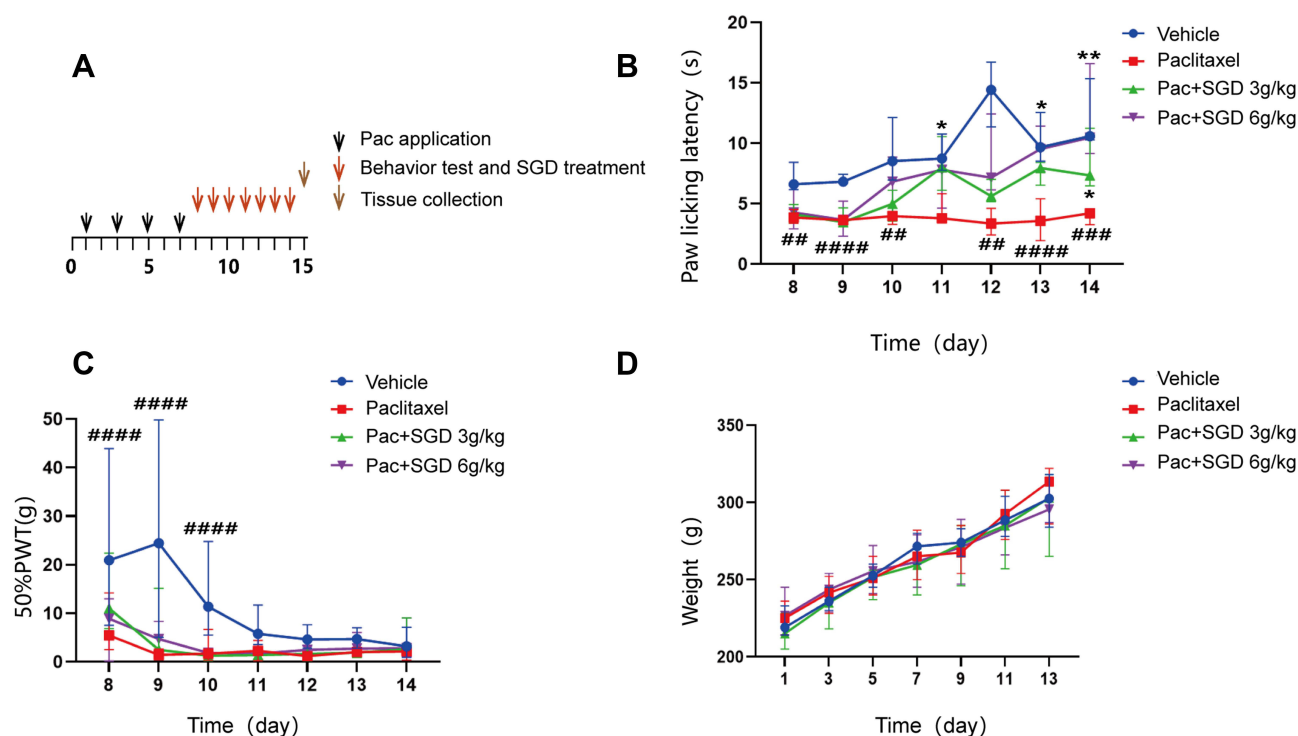 A
Pac application
Behavior test and SGD treatment
Tissue collection
0 5 10 15
B
Vehicle
Paclitaxel
Pac+SGD 3g/kg
Pac+SGD 6g/kg
Paw licking latency（s）
20
15
10
5
0
* * **
*
## #### ## ## #### ###
8 9 10 11 12 13 14
Time（day）
C
Vehicle
Paclitaxel
Pac+SGD 3g/kg
Pac+SGD 6g/kg
50%PWT(g)
50
40
30
20
10
0
#### #### ####
8 9 10 11 12 13 14
Time（day）
D
Vehicle
Paclitaxel
Pac+SGD 3g/kg
Pac+SGD 6g/kg
Weight（g）
350
300
250
200
1 3 5 7 9 11 13
Time（day）